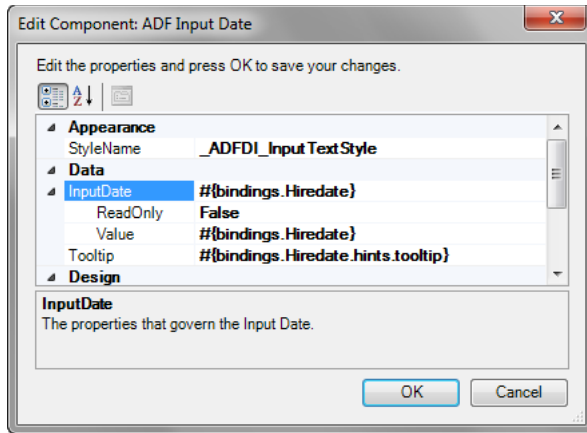 Edit Component: ADF Input Date
Edit the properties and press OK to save your changes.
Appearance
StyleName _ADFDI_InputTextStyle
Data
InputDate #{bindings.Hiredate}
ReadOnly False
Value #{bindings.Hiredate}
Tooltip #{bindings.Hiredate.hints.tooltip}
Design
InputDate
The properties that govern the Input Date.
OK Cancel